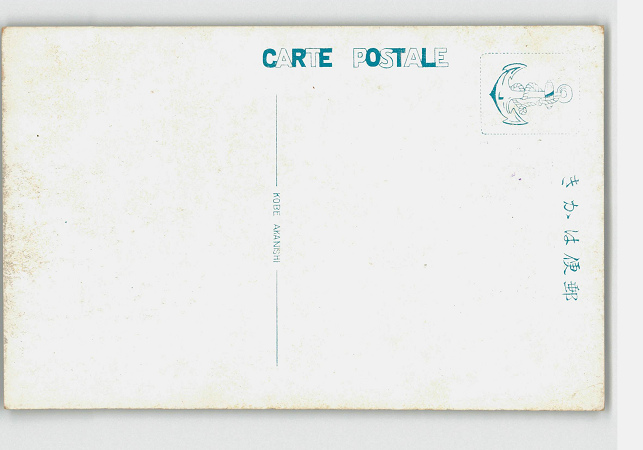 CARTE POSTALE
郵便はかき
KOBE AKANISHI